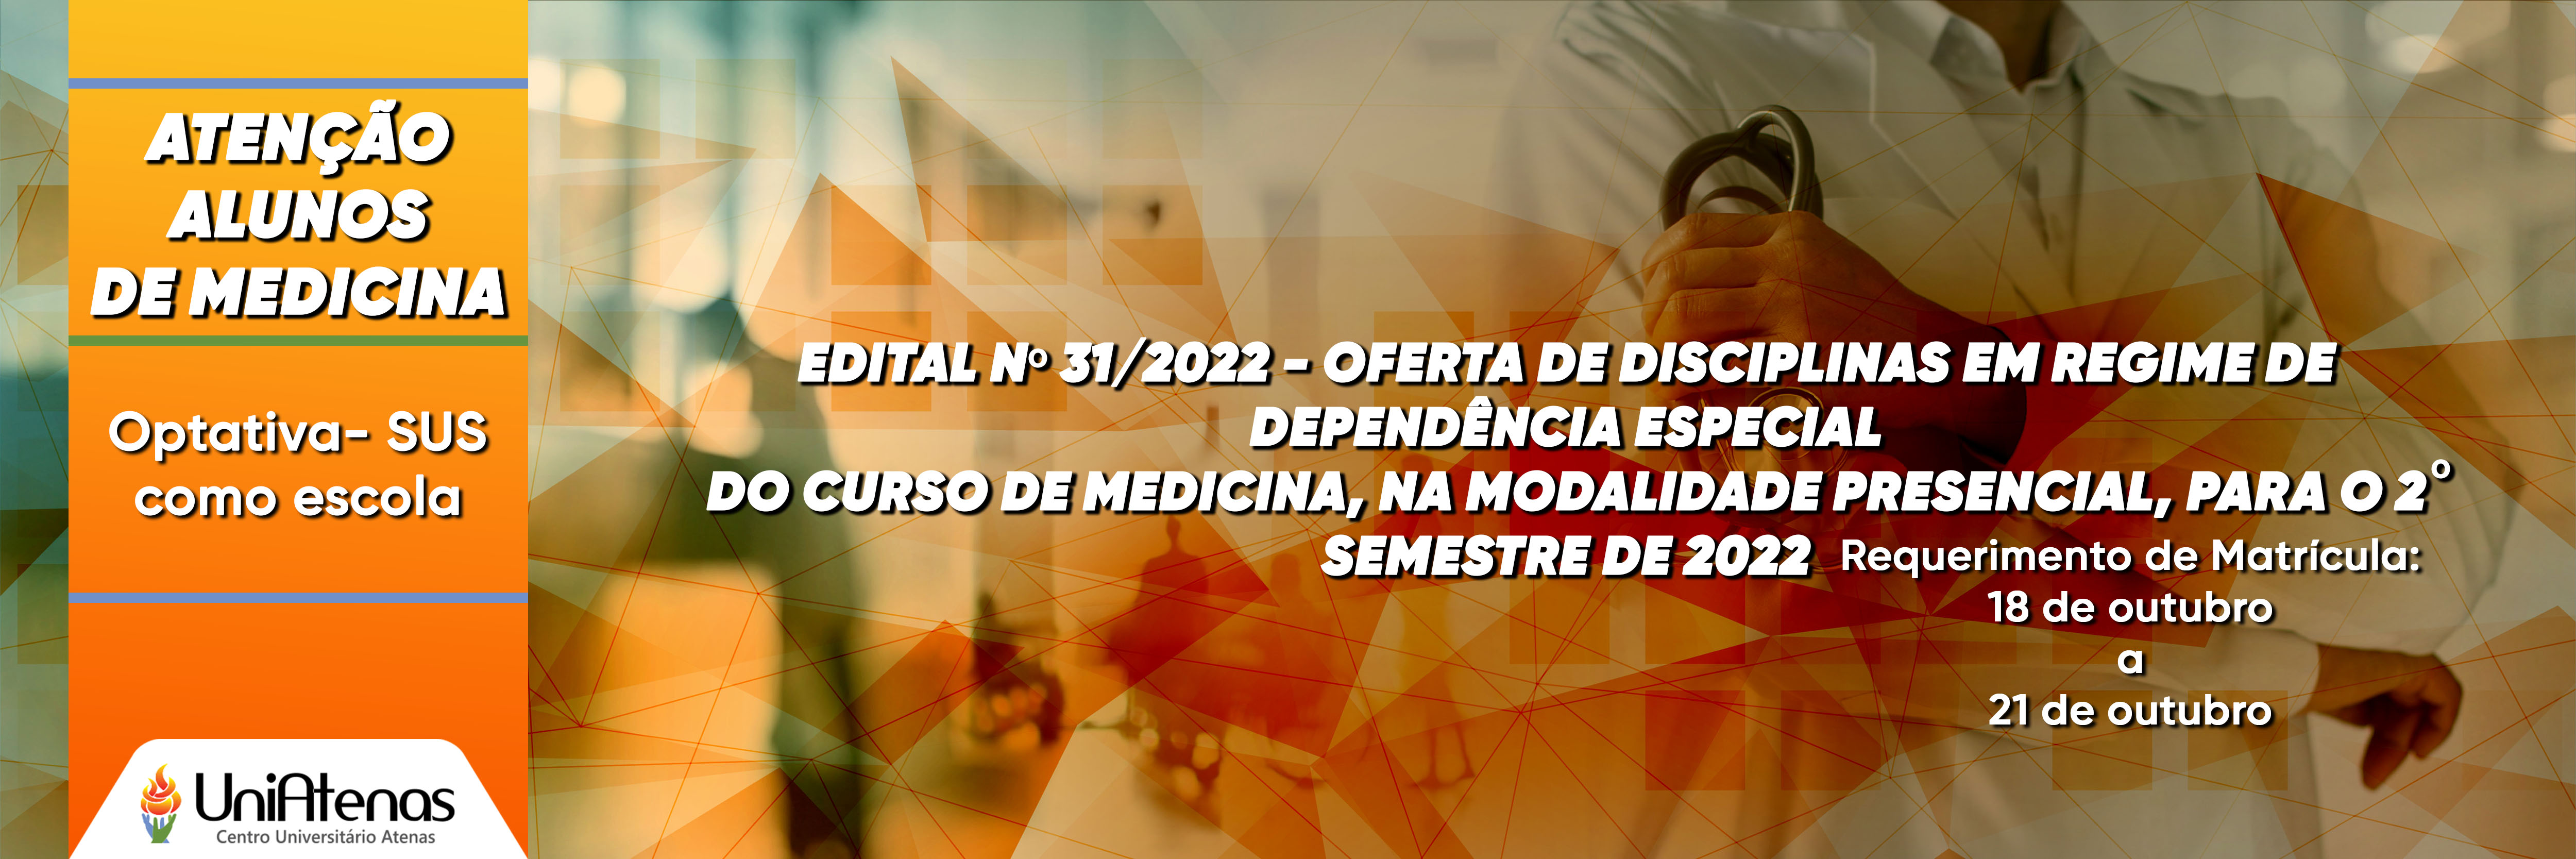 ATENÇÃO
ALUNOS
DE MEDICINA
Optativa- SUS
como escola
UniAtenas
Centro Universitário Atenas
EDITAL Nº 31/2022 - OFERTA DE DISCIPLINAS EM REGIME DE
DEPENDÊNCIA ESPECIAL
DO CURSO DE MEDICINA, NA MODALIDADE PRESENCIAL, PARA O 2º
SEMESTRE DE 2022
Requerimento de Matrícula:
18 de outubro
a
21 de outubro